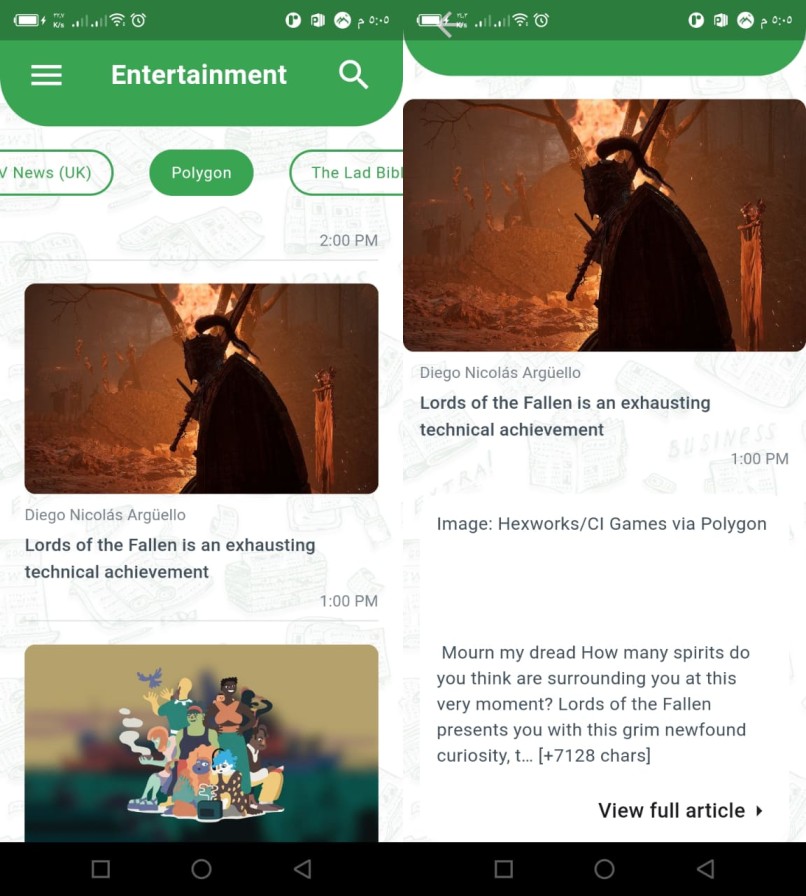 ٥:٠٥ م
K/s
Entertainment
V News (UK)
Polygon
The Lad Bibl
2:00 PM
Diego Nicolás Argüello
Lords of the Fallen is an exhausting
technical achievement
1:00 PM
٥:٠٥ م
Diego Nicolás Argüello
Lords of the Fallen is an exhausting
technical achievement
BUSINESS
EXTRA!
1:00 PM
Image: Hexworks/CI Games via Polygon
Mourn my dread How many spirits do
you think are surrounding you at this
very moment? Lords of the Fallen
presents you with this grim newfound
curiosity, t… [+7128 chars]
View full article